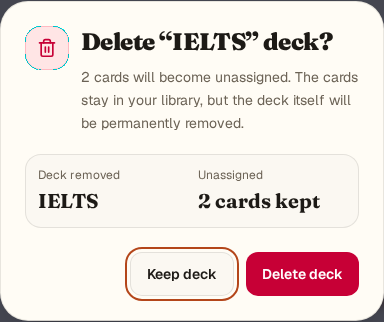 Delete “IELTS” deck?
2 cards will become unassigned. The cards
stay in your library, but the deck itself will
be permanently removed.
Deck removed
IELTS
Unassigned
2 cards kept
Keep deck
Delete deck